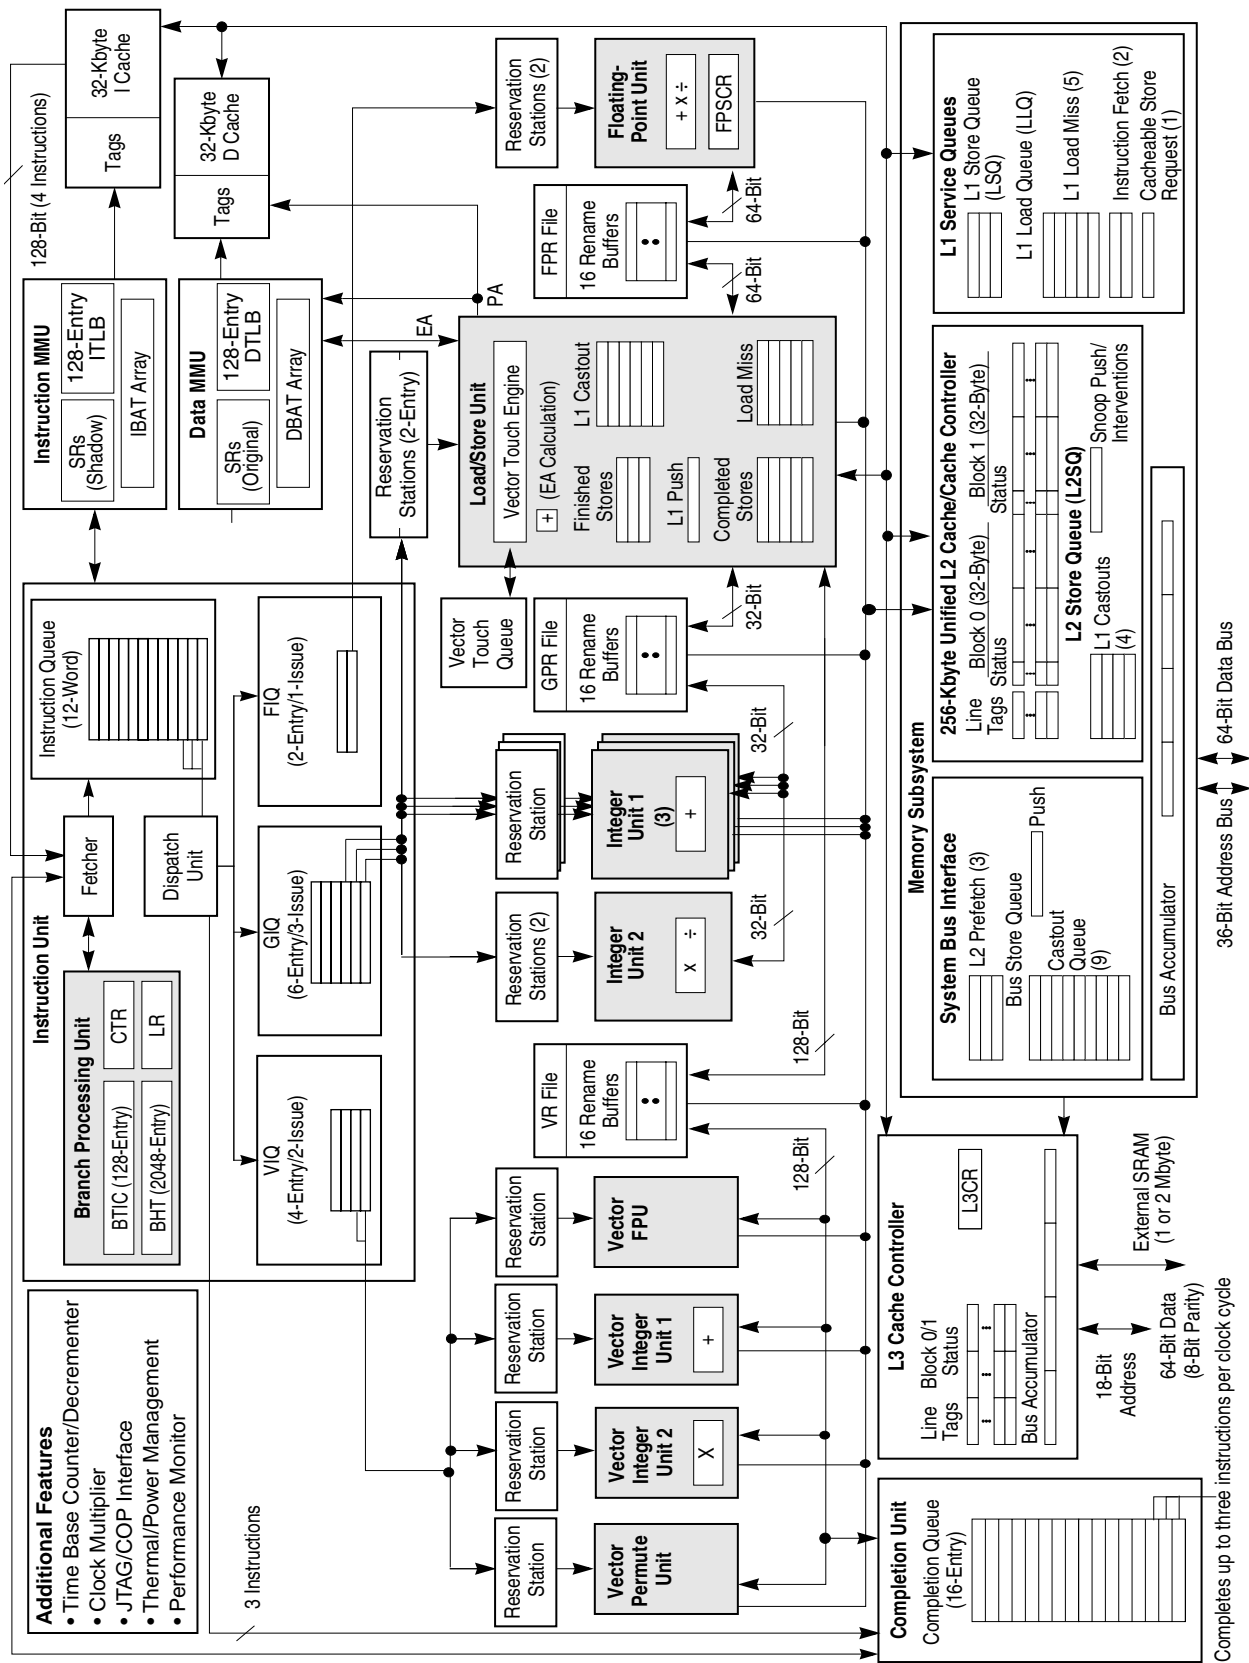 Additional Features
• Time Base Counter/Decrementer
• Clock Multiplier
• JTAG/COP Interface
• Thermal/Power Management
• Performance Monitor
3 Instructions
Instruction Unit
Branch Processing Unit
BTIC (128-Entry)
CTR
BHT (2048-Entry)
LR
Fetcher
Dispatch
Unit
Instruction Queue
(12-Word)
VIQ
(4-Entry/2-Issue)
GIQ
(6-Entry/3-Issue)
FIQ
(2-Entry/1-Issue)
128-Bit (4 Instructions)
Instruction MMU
SRs
(Shadow)
128-Entry
ITLB
IBAT Array
Tags
32-Kbyte
I Cache
Data MMU
SRs
(Original)
128-Entry
DTLB
DBAT Array
Tags
32-Kbyte
D Cache
EA
PA
Reservation
Station
Reservation
Station
Reservation
Station
Reservation
Station
Vector
Permute
Unit
Vector
Integer
Unit 2
X
Vector
Integer
Unit 1
+
Vector
FPU
VR File
16 Rename
Buffers
128-Bit
128-Bit
Reservation
Stations (2)
Integer
Unit 2
x ÷
Reservation
Station
Integer
Unit 1
(3)
+
32-Bit
32-Bit
Vector
Touch
Queue
GPR File
16 Rename
Buffers
32-Bit
Reservation
Stations (2-Entry)
Load/Store Unit
Vector Touch Engine
+ (EA Calculation)
Finished
Stores
L1 Castout
L1 Push
Completed
Stores
Load Miss
FPR File
16 Rename
Buffers
64-Bit
64-Bit
Reservation
Stations (2)
Floating-
Point Unit
+ x ÷
FPSCR
Completion Unit
Completion Queue
(16-Entry)
Completes up to three instructions per clock cycle
L3 Cache Controller
Line
Tags
Block 0/1
Status
L3CR
Bus Accumulator
18-Bit
Address
64-Bit Data
(8-Bit Parity)
External SRAM
(1 or 2 Mbyte)
Memory Subsystem
System Bus Interface
L2 Prefetch (3)
Bus Store Queue
Castout
Queue
(9)
Push
Bus Accumulator
256-Kbyte Unified L2 Cache/Cache Controller
Line
Tags
Block 0 (32-Byte)
Status
Block 1 (32-Byte)
Status
L2 Store Queue (L2SQ)
L1 Castouts
(4)
Snoop Push/
Interventions
L1 Service Queues
L1 Store Queue
(LSQ)
L1 Load Queue (LLQ)
L1 Load Miss (5)
Instruction Fetch (2)
Cacheable Store
Request (1)
36-Bit Address Bus
64-Bit Data Bus